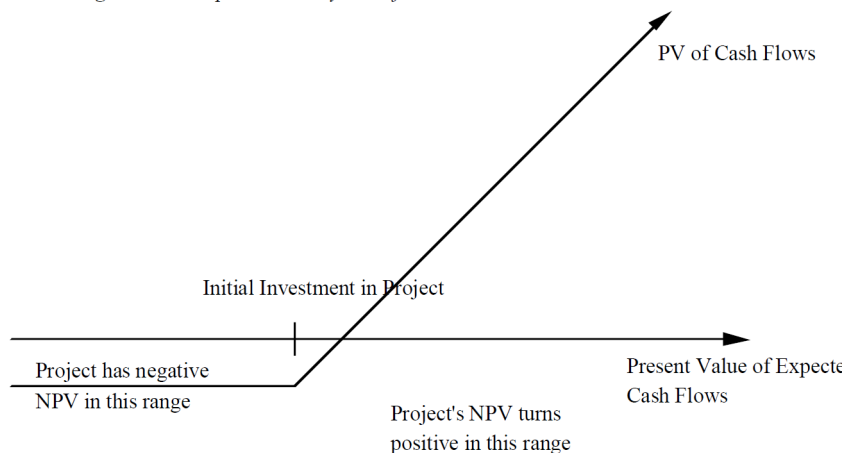 PV of Cash Flows
Initial Investment in Project
Project has negative
NPV in this range
Present Value of Expecte
Cash Flows
Project's NPV turns
positive in this range